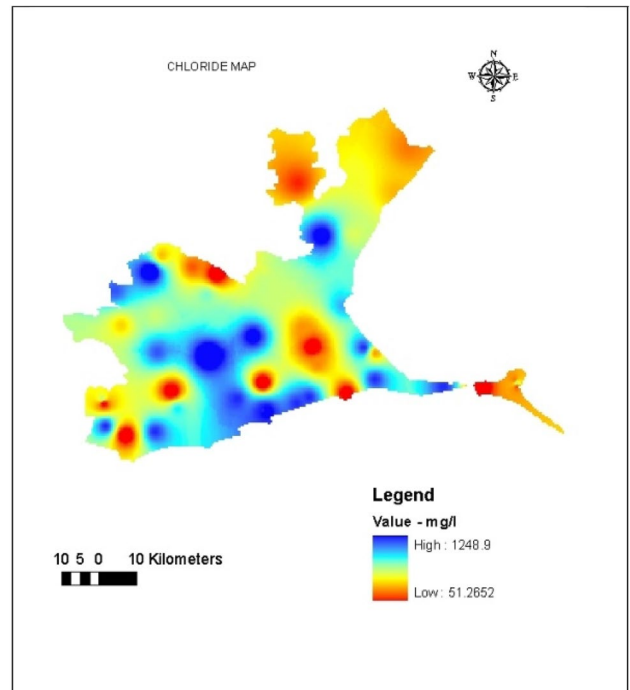 CHLORIDE MAP
N
W E
S
Legend
Value - mg/l
High : 1248.9
Low : 51.2652
10 5 0 10 Kilometers